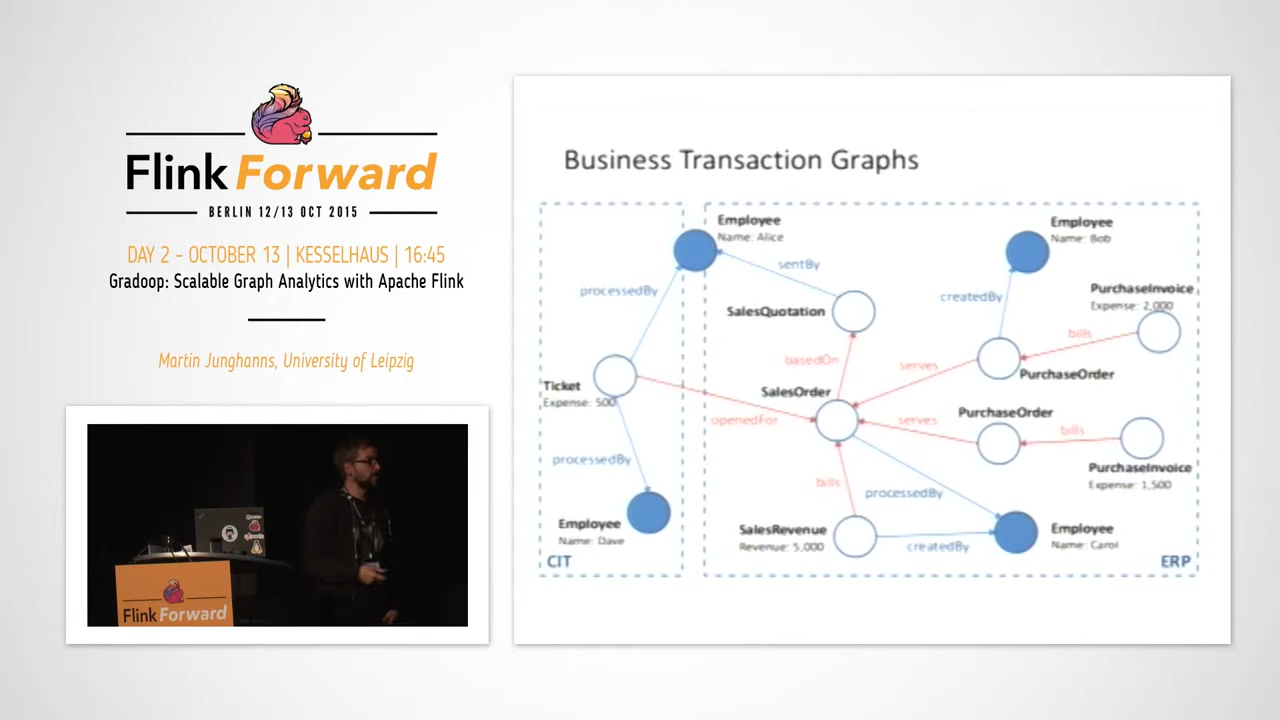 Flink Forward
BERLIN 12/13 OCT 2015
DAY 2 - OCTOBER 13 | KESSELHAUS | 16:45
Gradoop: Scalable Graph Analytics with Apache Flink
Martin Junghanns, University of Leipzig
Flink Forward
Business Transaction Graphs
Employee
Name: Alice
Employee
Name: Bob
sentBy
processedBy
createdBy
PurchaseInvoice
Expense: 2,000
SalesQuotation
bills
basedOn
serves
PurchaseOrder
Ticket
Expense: 500
SalesOrder
openedFor
serves
PurchaseOrder
bills
processedBy
bills
processedBy
PurchaseInvoice
Expense: 1,500
Employee
Name: Dave
SalesRevenue
Revenue: 5,000
createdBy
Employee
Name: Carol
CIT
ERP